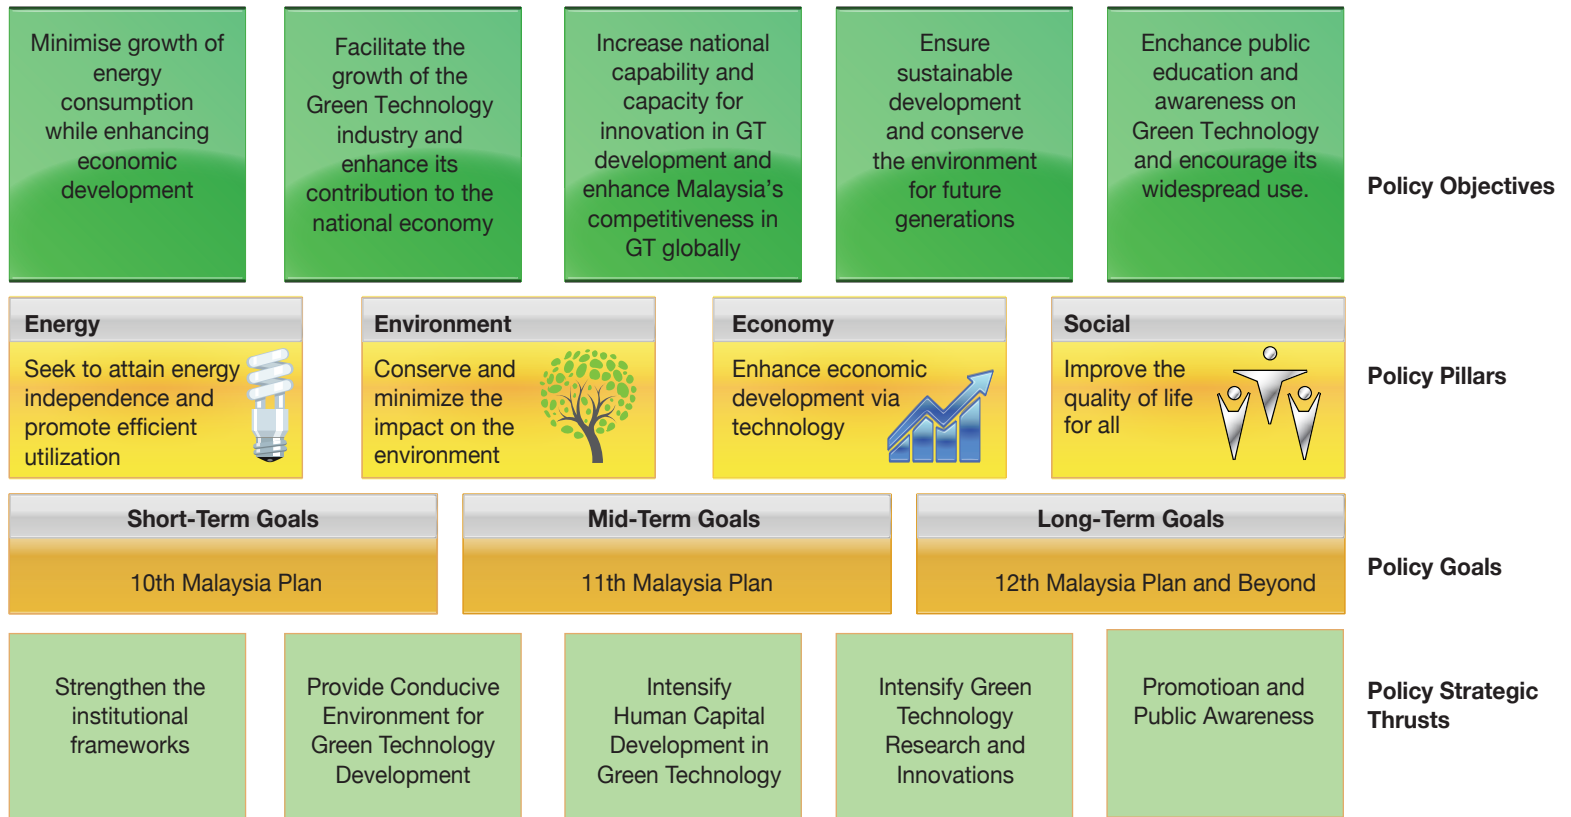 Minimise growth of
energy
consumption
while enhancing
economic
development
Facilitate the
growth of the
Green Technology
industry and
enhance its
contribution to the
national economy
Increase national
capability and
capacity for
innovation in GT
development and
enhance Malaysia’s
competitiveness in
GT globally
Ensure
sustainable
development
and conserve
the environment
for future
generations
Enchance public
education and
awareness on
Green Technology
and encourage its
widespread use.
Policy Objectives
Energy
Seek to attain energy
independence and
promote efficient
utilization
Environment
Conserve and
minimize the
impact on the
environment
Economy
Enhance economic
development via
technology
Social
Improve the
quality of life
for all
Policy Pillars
Short-Term Goals
10th Malaysia Plan
Mid-Term Goals
11th Malaysia Plan
Long-Term Goals
12th Malaysia Plan and Beyond
Policy Goals
Strengthen the
institutional
frameworks
Provide Conducive
Environment for
Green Technology
Development
Intensify
Human Capital
Development in
Green Technology
Intensify Green
Technology
Research and
Innovations
Promotioan and
Public Awareness
Policy Strategic
Thrusts